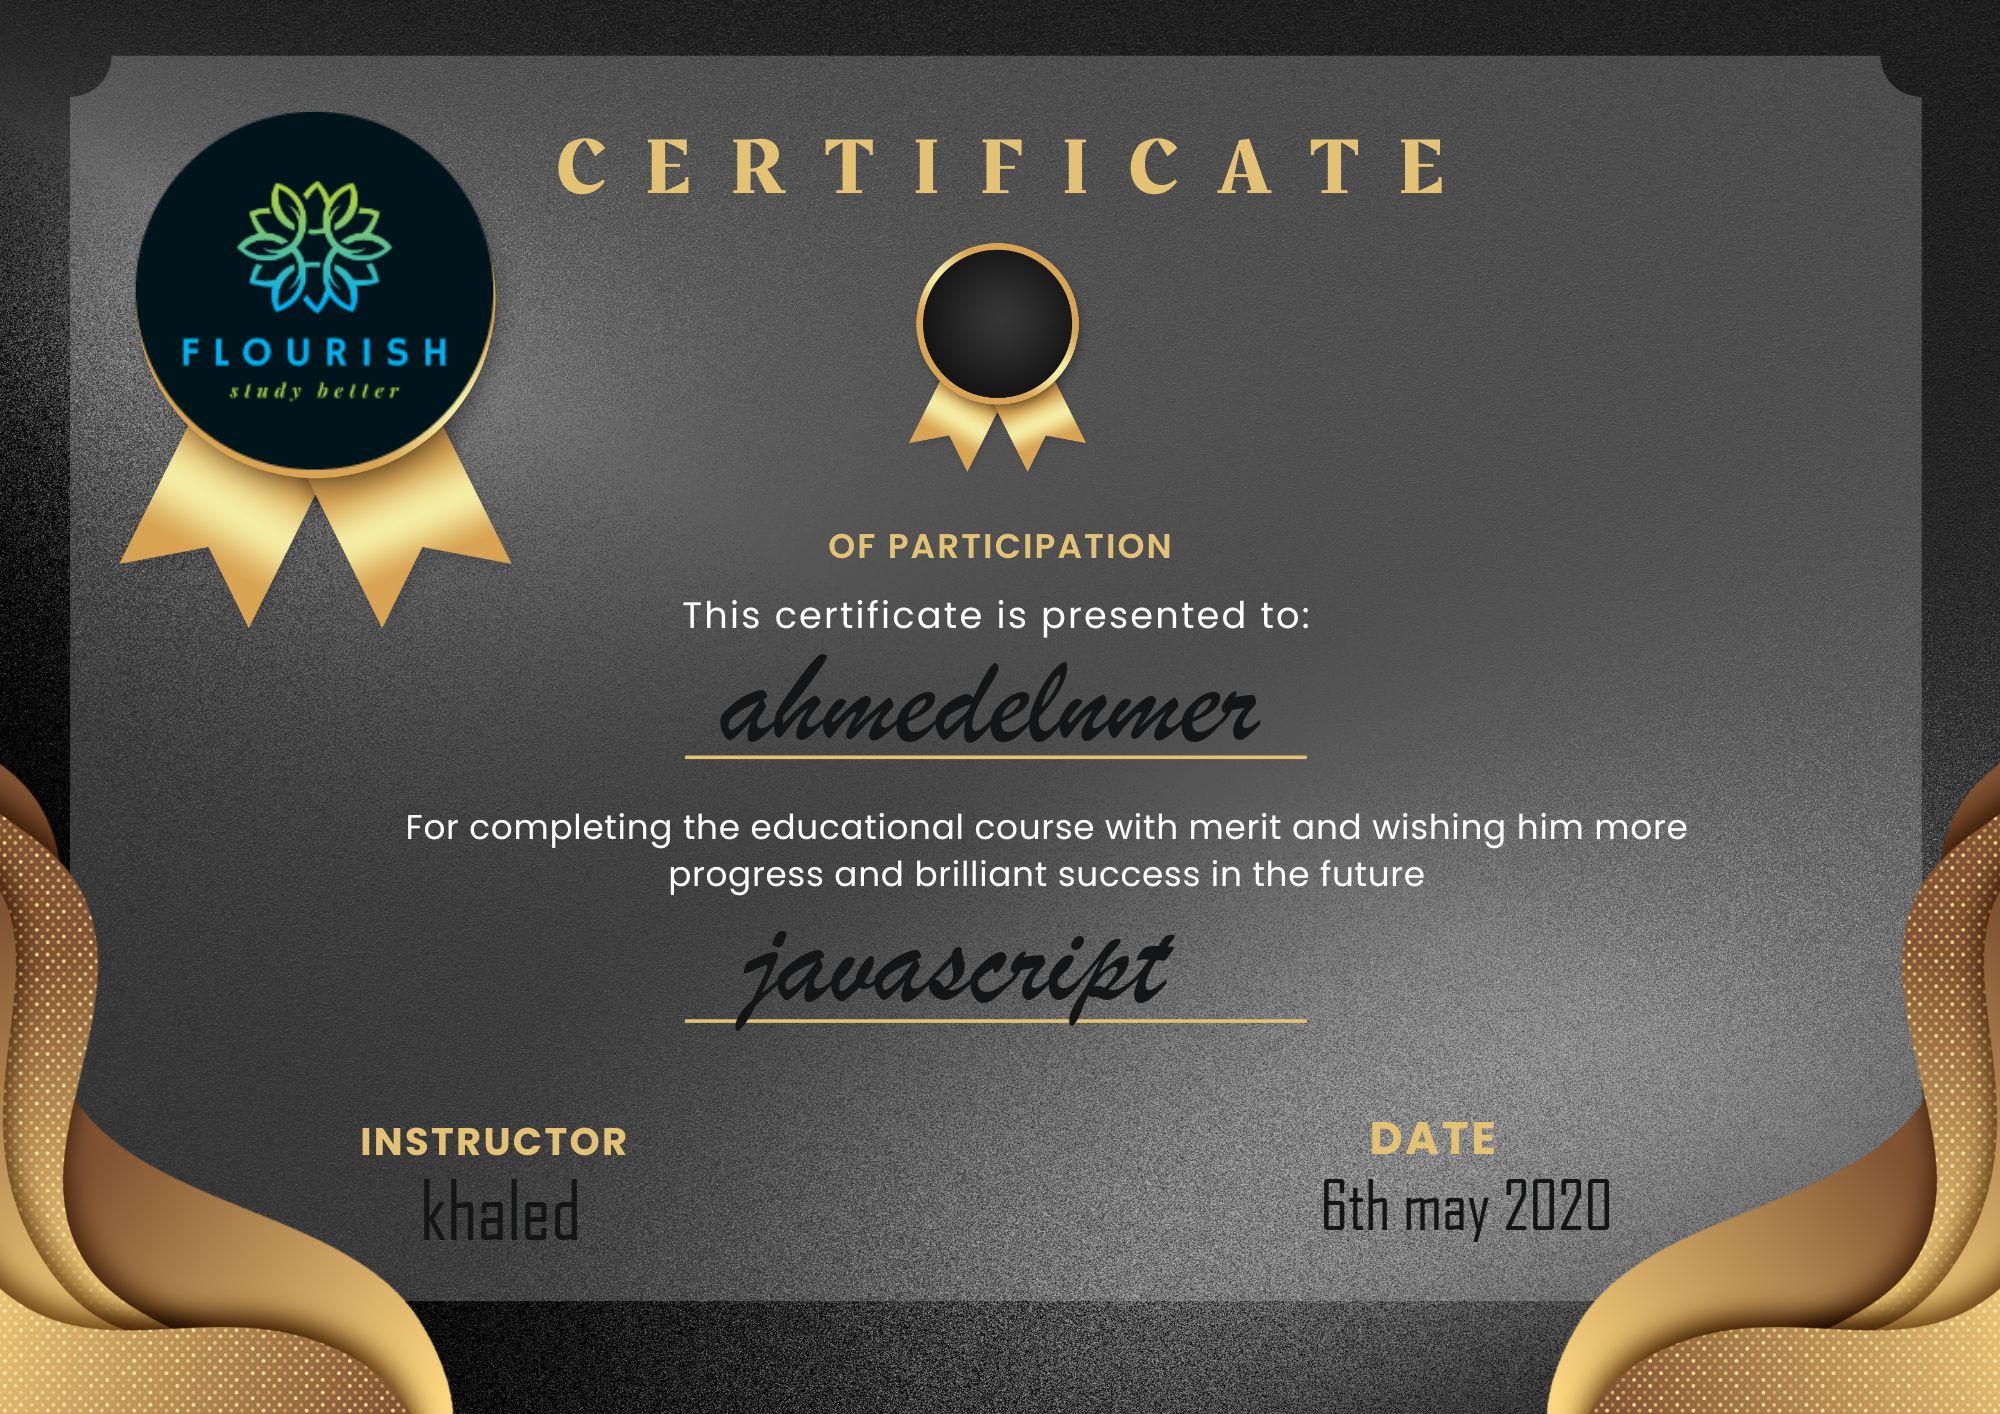 CERTIFICATE
FLOURISH
study better
OF PARTICIPATION
This certificate is presented to:
ahmedelnmer
For completing the educational course with merit and wishing him more
progress and brilliant success in the future
javascript
INSTRUCTOR
khaled
DATE
6th may 2020